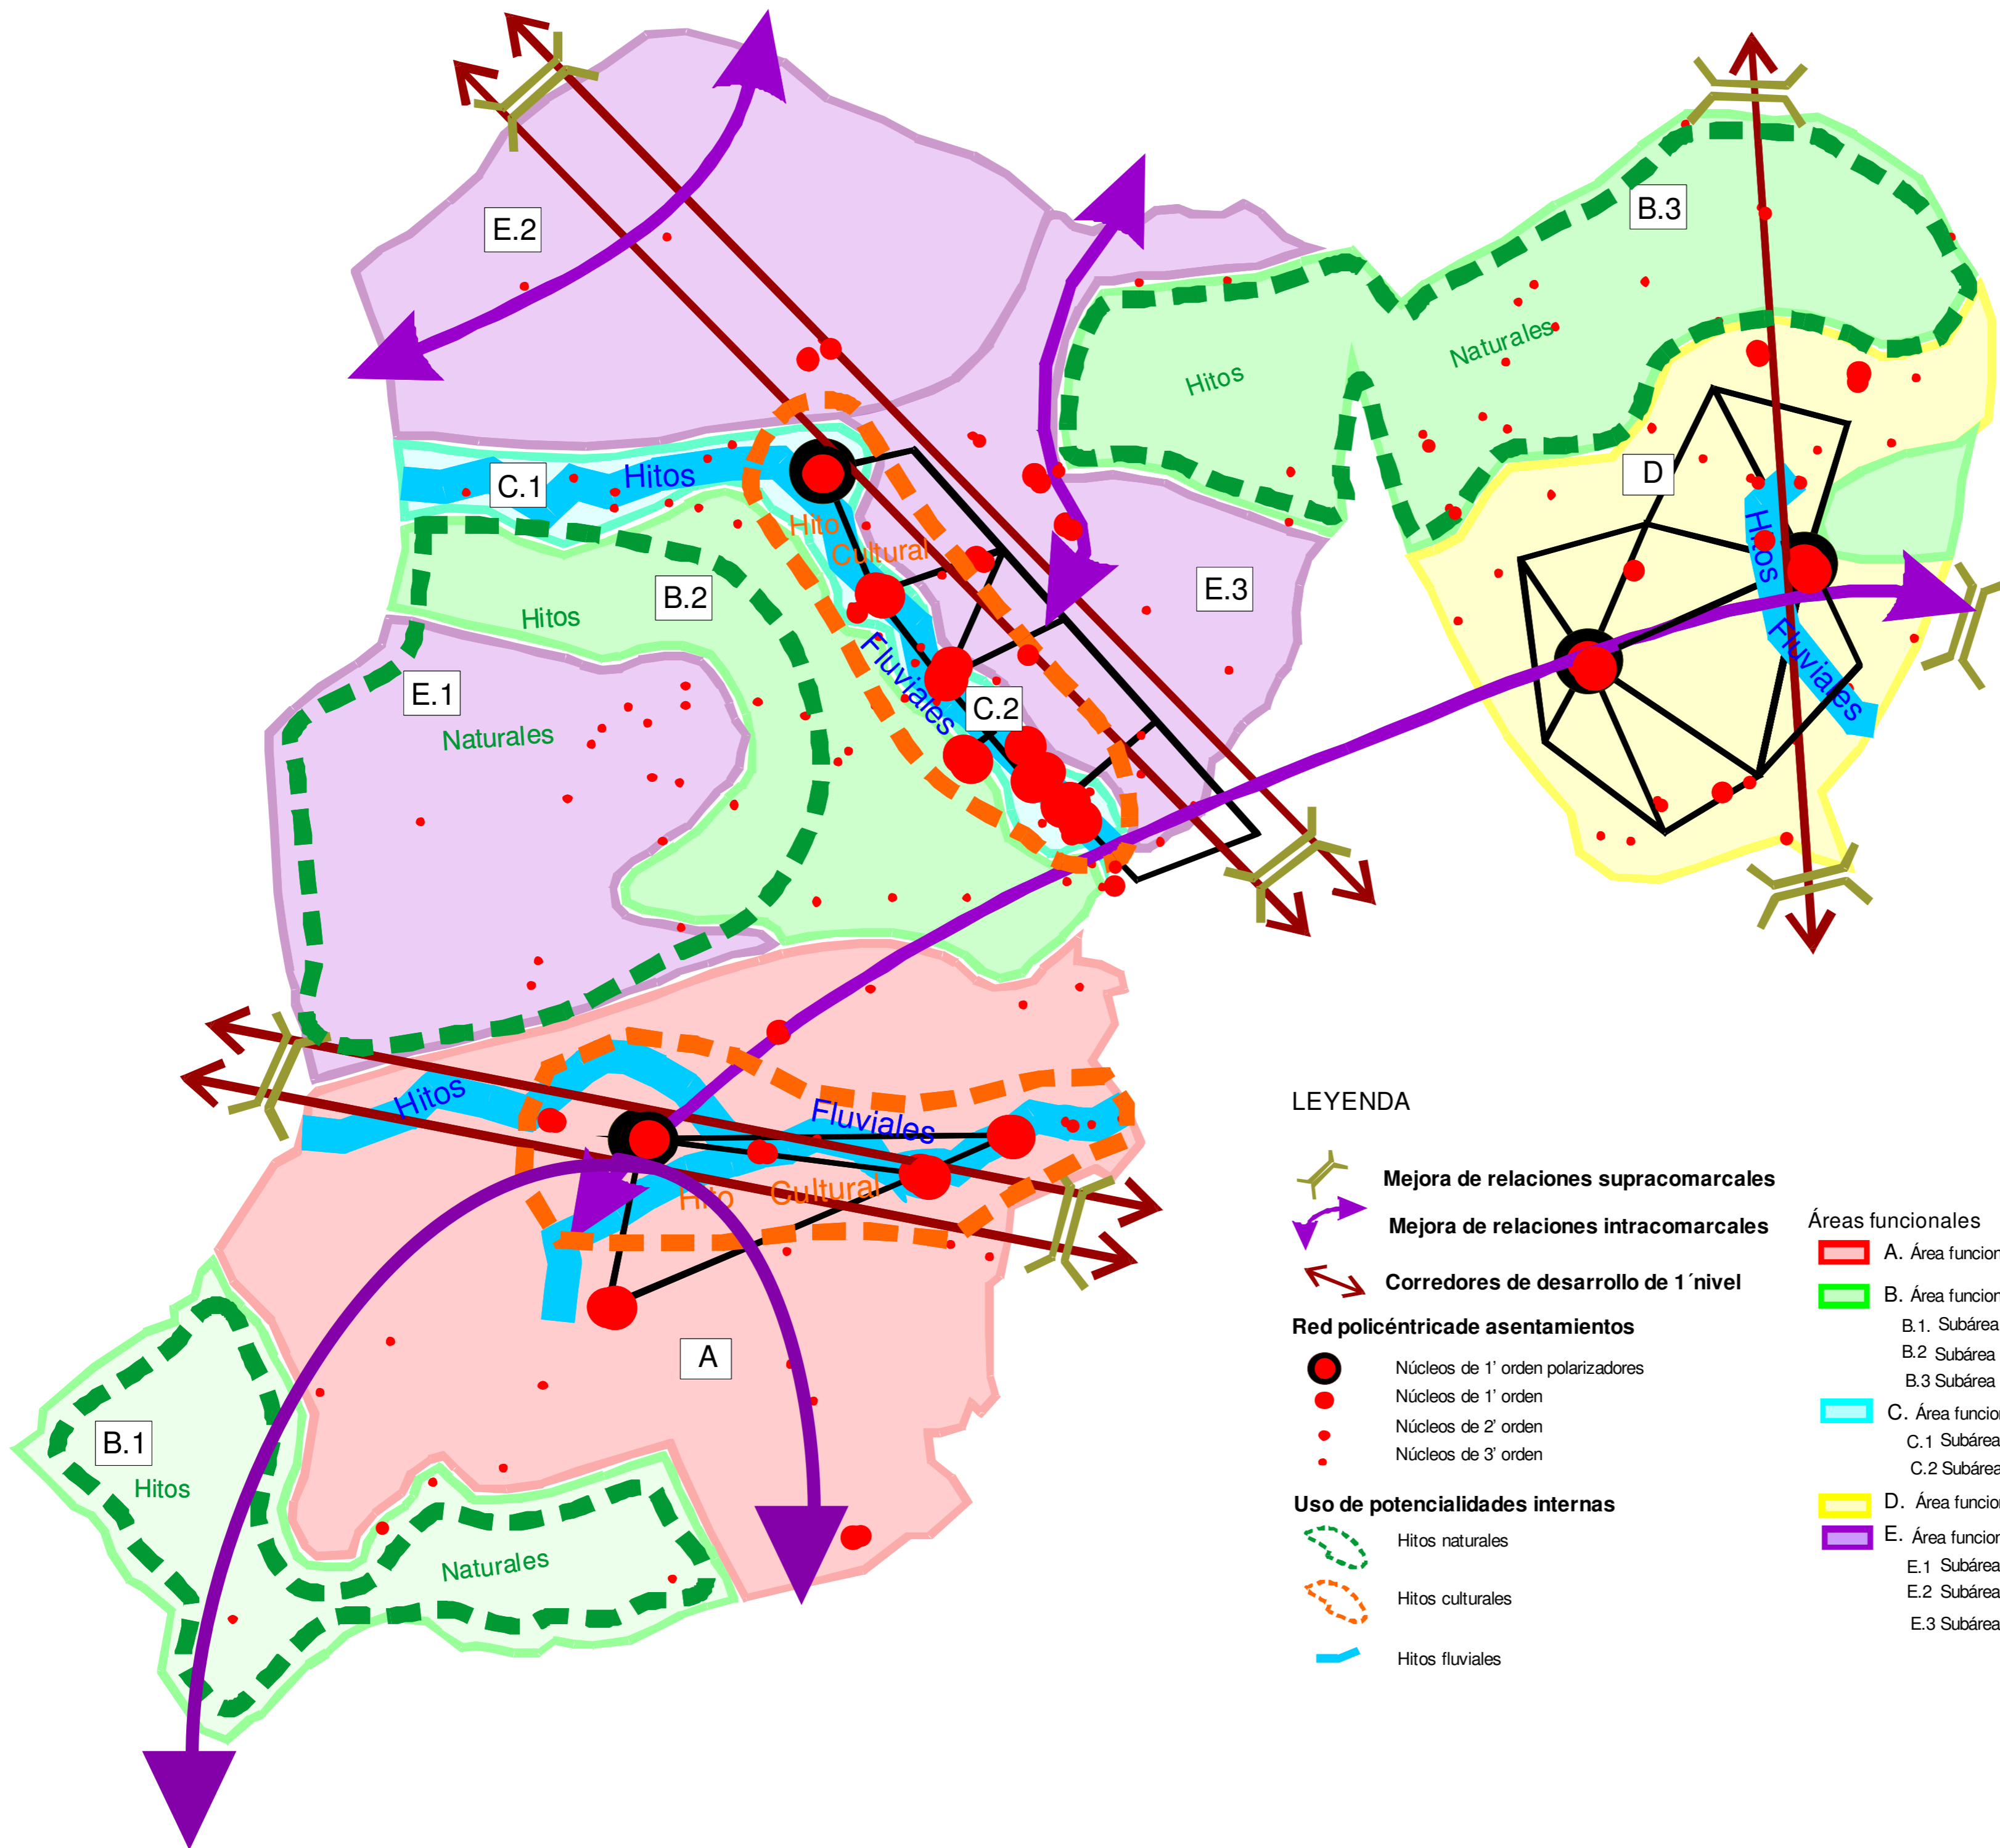 E.2
B.3
Naturales
Hitos
D
C.1
Hitos
Hito
Cultural
Hitos
Fluviales
B.2
Hitos
E.3
Fluviales
C.2
E.1
Naturales
Hitos
Fluviales
Hito Cultural
A
B.1
Hitos
Naturales
LEYENDA
Mejora de relaciones supracomarcales
Mejora de relaciones intracomarcales
Corredores de desarrollo de 1´nivel
Red policéntricade asentamientos
Núcleos de 1' orden polarizadores
Núcleos de 1' orden
Núcleos de 2' orden
Núcleos de 3' orden
Uso de potencialidades internas
Hitos naturales
Hitos culturales
Hitos fluviales
Áreas funcionales
A. Área funcion
B. Área funcion
B.1. Subárea
B.2 Subárea
B.3 Subárea
C. Área funcion
C.1 Subárea
C.2 Subárea
D. Área funcion
E. Área funcion
E.1 Subárea
E.2 Subárea
E.3 Subárea